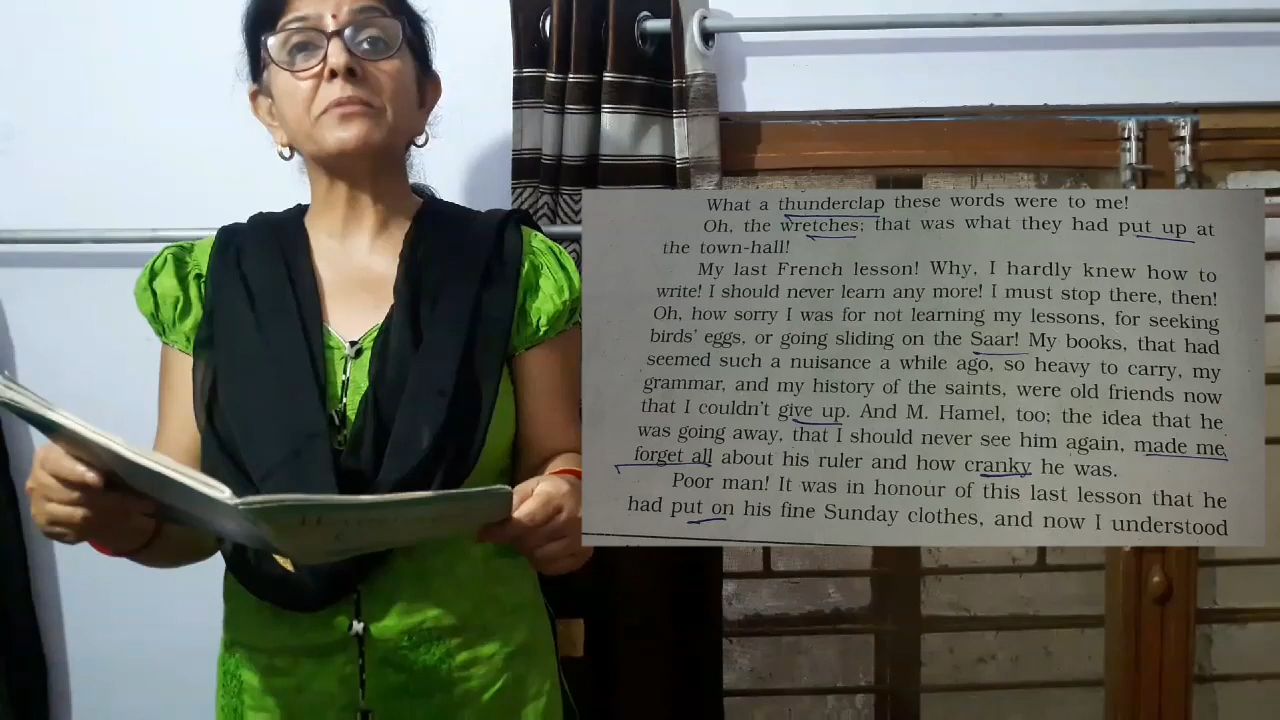 What a thunderclap these words were to me!
Oh, the wretches; that was what they had put up at
the town-hall!
My last French lesson! Why, I hardly knew how to
write! I should never learn any more! I must stop there, then!
Oh, how sorry I was for not learning my lessons, for seeking
birds' eggs, or going sliding on the Saar! My books, that had
seemed such a nuisance a while ago, so heavy to carry, my
grammar, and my history of the saints, were old friends now
that I couldn't give up. And M. Hamel, too; the idea that he
was going away, that I should never see him again, made me
forget all about his ruler and how cranky he was.
Poor man! It was in honour of this last lesson that he
had put on his fine Sunday clothes, and now I understood